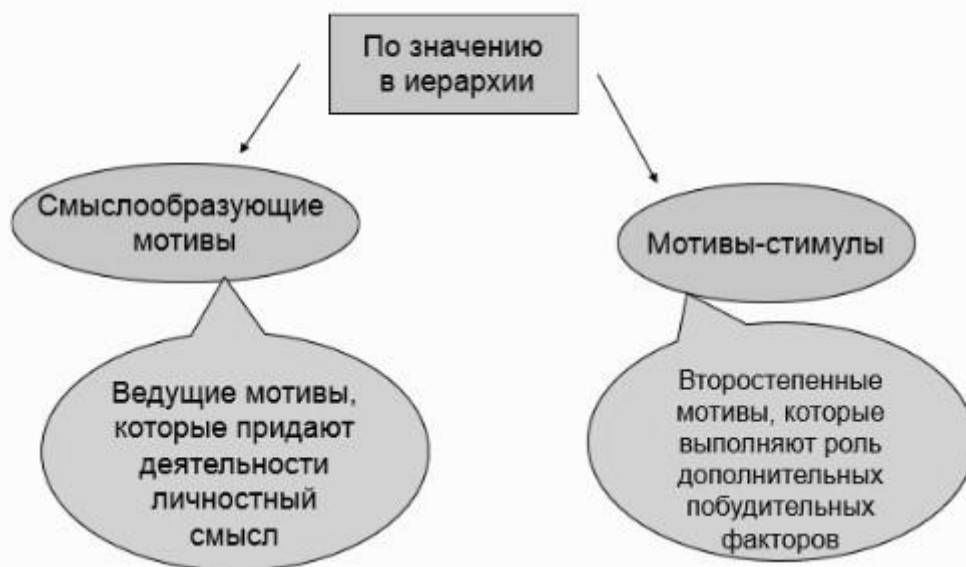 По значению
в иерархии
Смыслообразующие
мотивы
Мотивы-стимулы
Ведущие мотивы,
которые придают
деятельности
личностный
смысл
Второстепенные
мотивы, которые
выполняют роль
дополнительных
побудительных
факторов